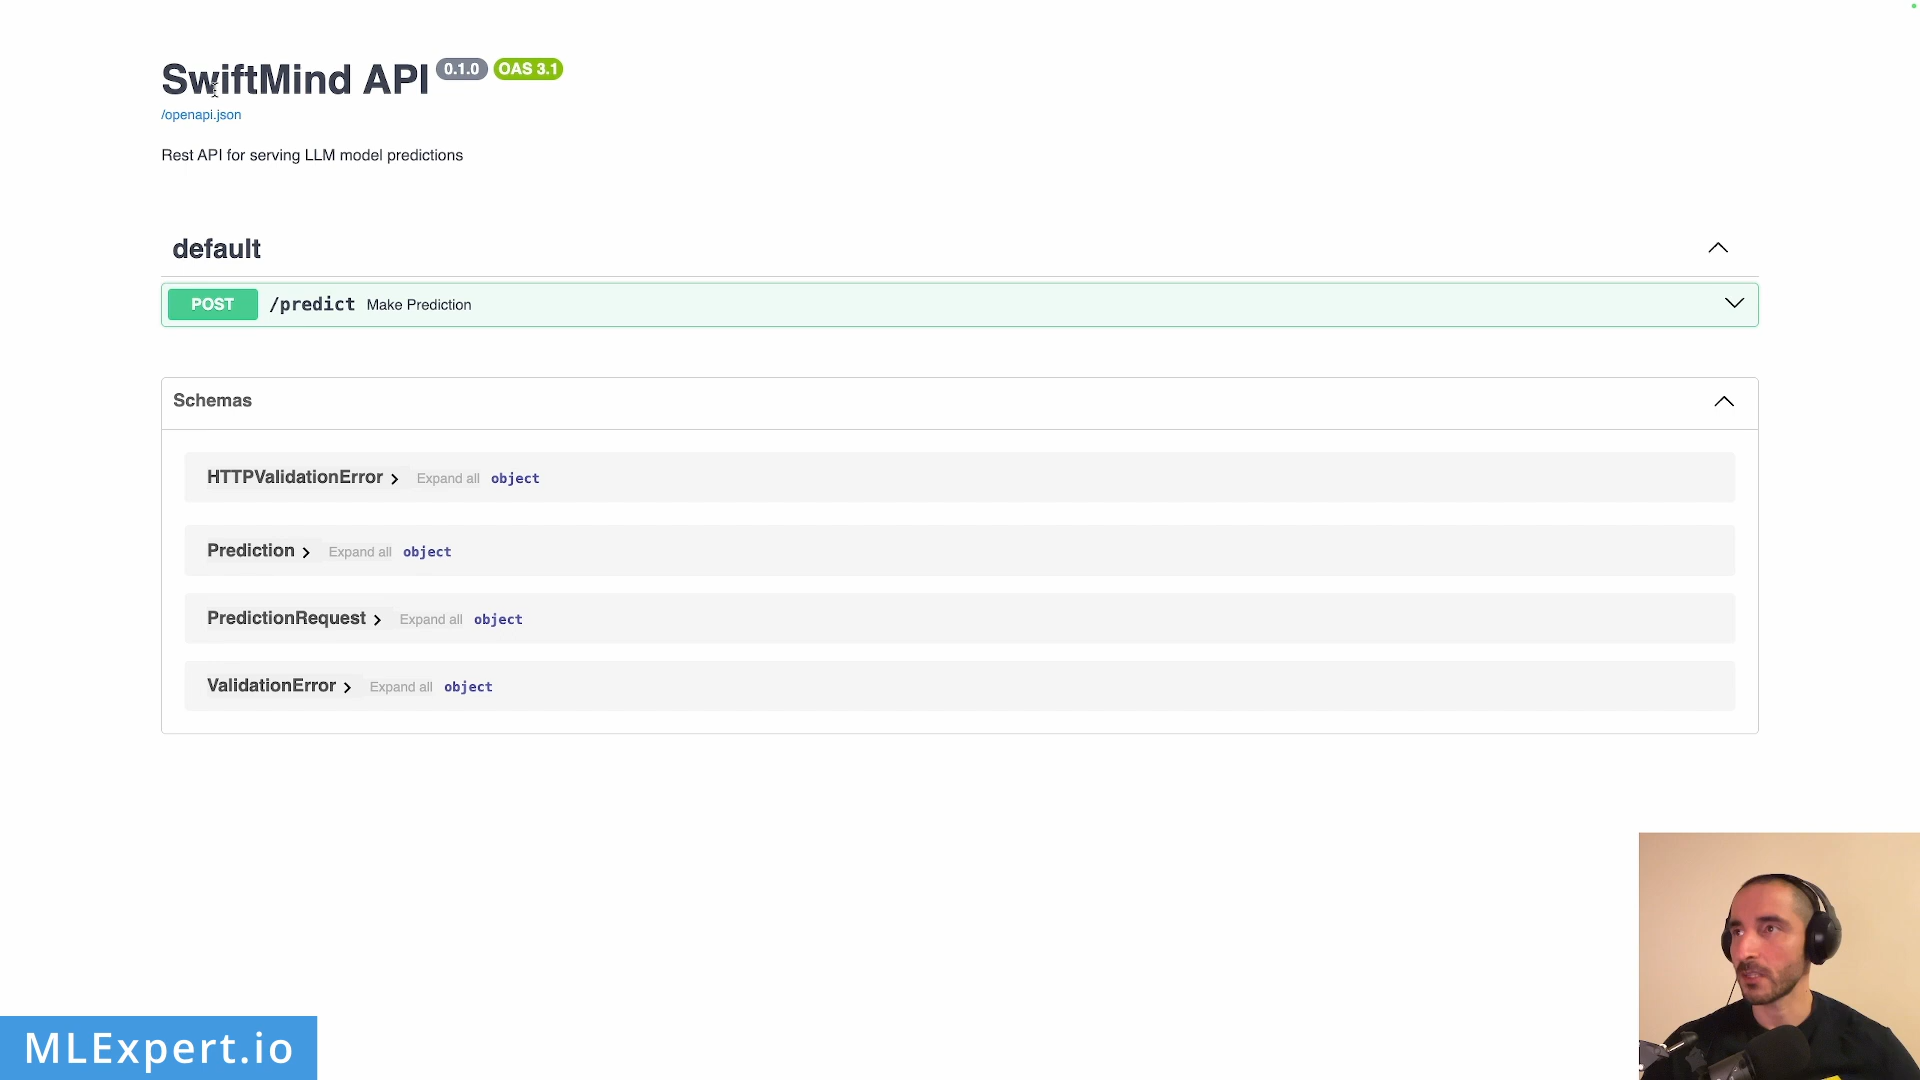 SwiftMind API 0.1.0 OAS 3.1
/openapi.json
Rest API for serving LLM model predictions
default
POST /predict Make Prediction
Schemas
HTTPValidationError Expand all object
Prediction Expand all object
PredictionRequest Expand all object
ValidationError Expand all object
MLExpert.io